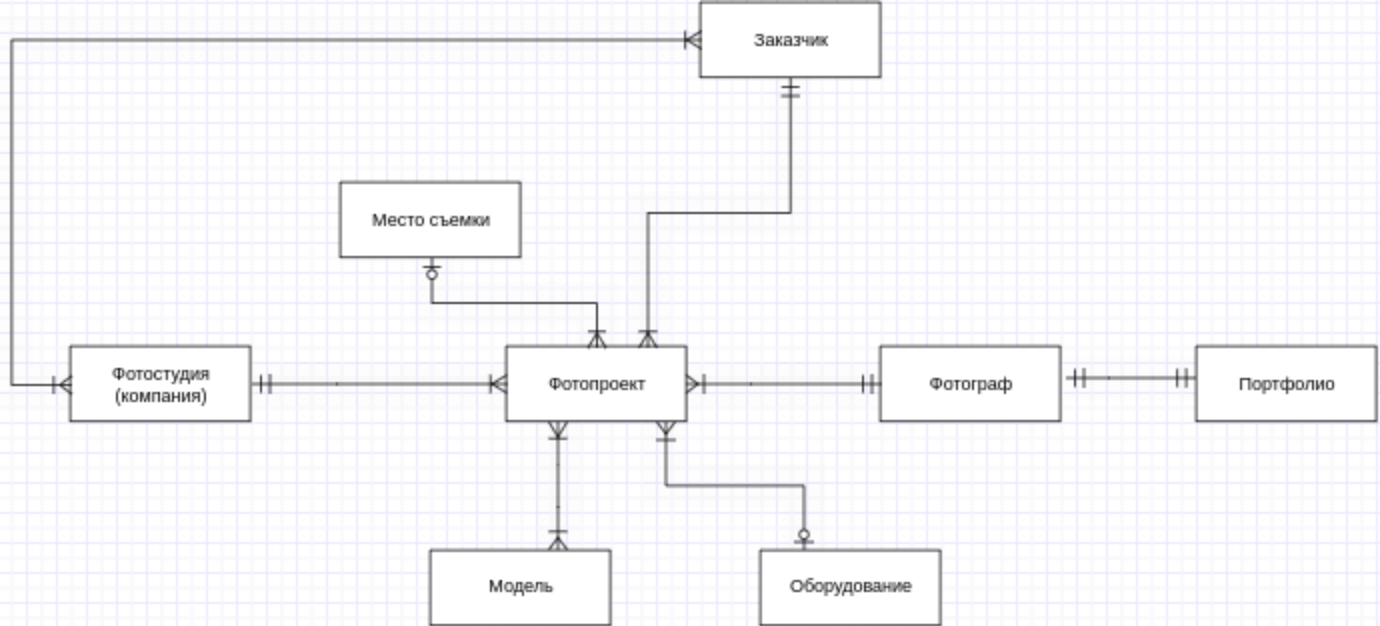 Заказчик
Место съемки
Фотостудия
(компания)
Фотопроект
Фотограф
Портфолио
Модель
Оборудование